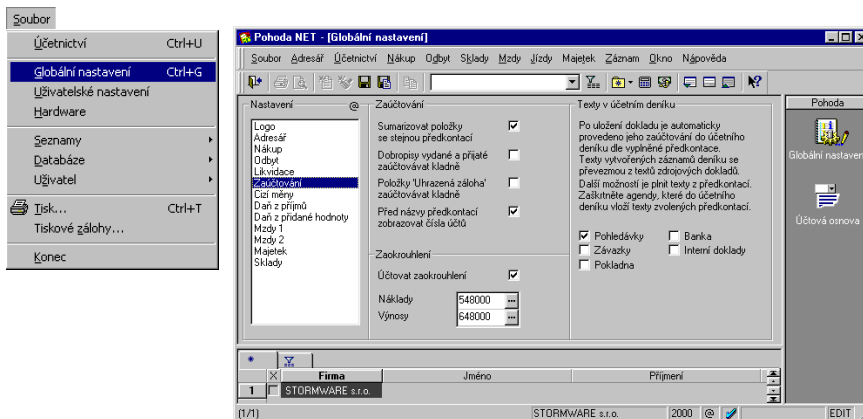 Soubor
Účetnictví Ctrl+U
Globální nastavení Ctrl+G
Uživatelské nastavení
Hardware
Seznamy
Databáze
Uživatel
Tisk... Ctrl+T
Tiskové zálohy...
Konec
Pohoda NET - [Globální nastavení]
Soubor Adresář Účetnictví Nákup Odbyt Sklady Mzdy Jízdy Majetek Záznam Okno Nápověda
Nastavení @
Logo
Adresář
Nákup
Odbyt
Likvidace
Zaúčtování
Cizí měny
Daň z příjmů
Daň z přidané hodnoty
Mzdy 1
Mzdy 2
Majetek
Sklady
Zaúčtování
Sumarizovat položky
se stejnou předkontací
Dobropisy vydané a přijaté
zaúčtovávat kladně
Položky 'Uhrazená záloha'
zaúčtovávat kladně
Před názvy předkontací
zobrazovat čísla účtů
Zaokrouhlení
Účtovat zaokrouhlení
Náklady 548000 ...
Výnosy 648000 ...
Texty v účetním deníku
Po uložení dokladu je automaticky
provedeno jeho zaúčtování do účetního
deníku dle vyplněné předkontace.
Texty vytvořených záznamů deníku se
převezmou z textů zdrojových dokladů.
Další možností je plnit texty z předkontací.
Zaškrtněte agendy, které do účetního
deníku vloží texty zvolených předkontací.
Pohledávky Banka
Závazky Interní doklady
Pokladna
Pohoda
Globální nastaven
Účtová osnova
* 
X Firma Jméno Příjmení
1 STORMWARE s.r.o.
(1/1) STORMWARE s.r.o. 2000 @ EDIT